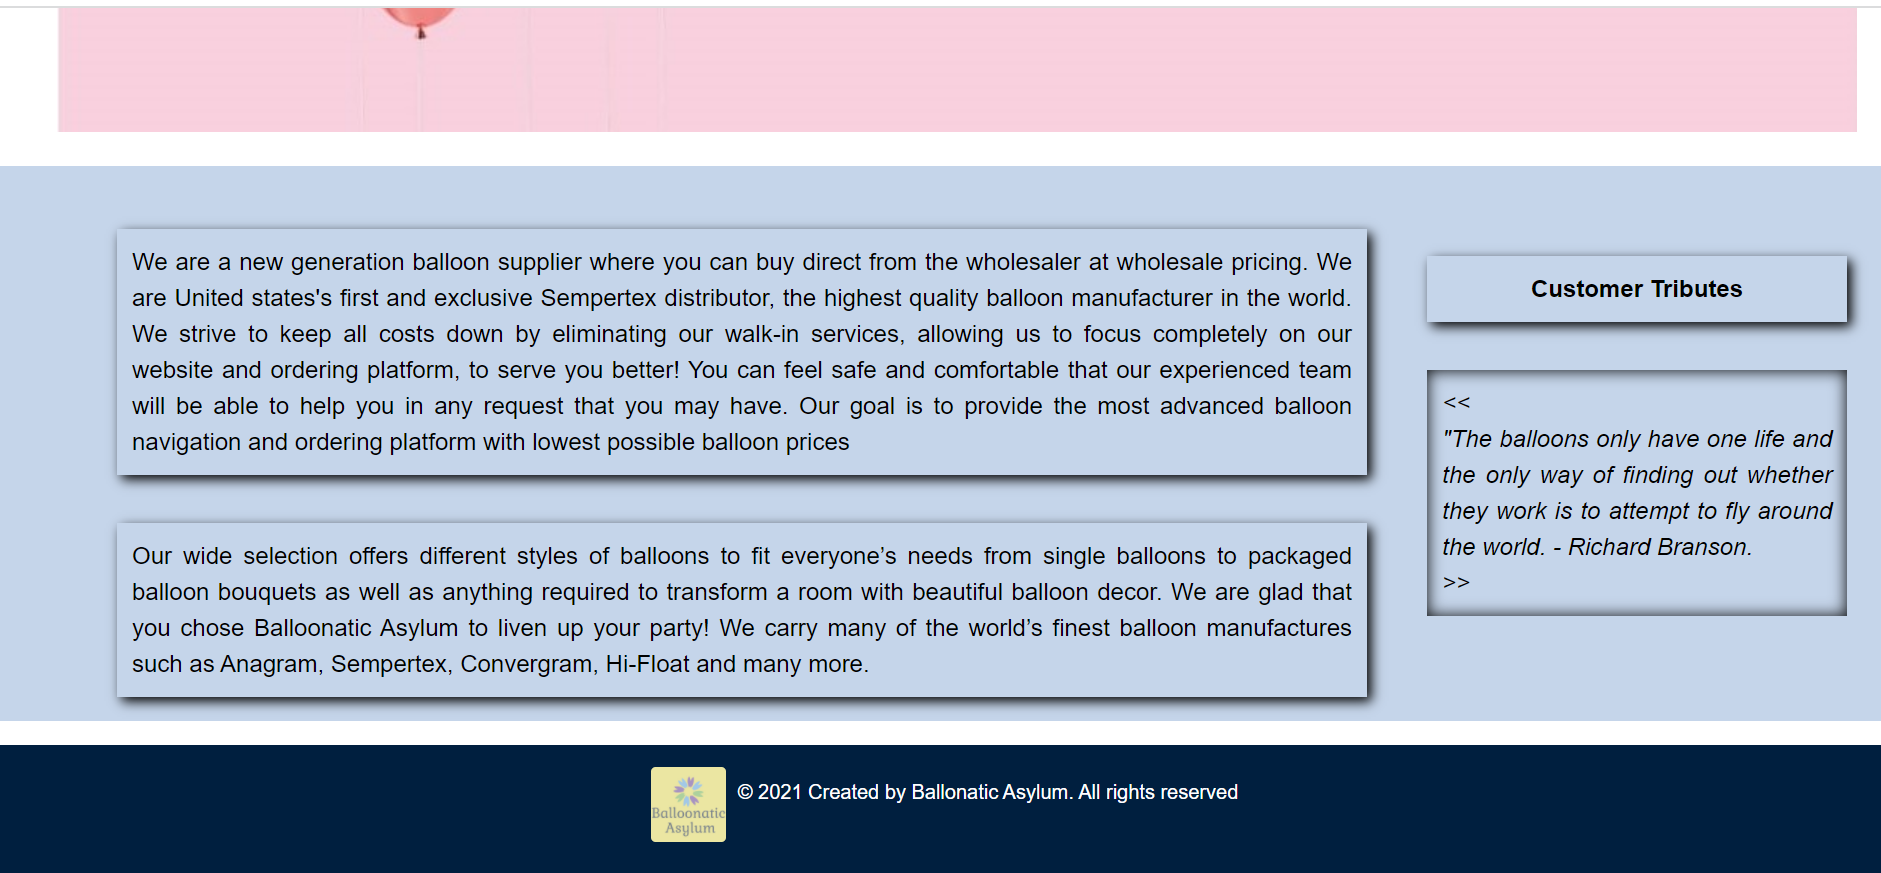 We are a new generation balloon supplier where you can buy direct from the wholesaler at wholesale pricing. We
are United states's first and exclusive Sempertex distributor, the highest quality balloon manufacturer in the world.
We strive to keep all costs down by eliminating our walk-in services, allowing us to focus completely on our
website and ordering platform, to serve you better! You can feel safe and comfortable that our experienced team
will be able to help you in any request that you may have. Our goal is to provide the most advanced balloon
navigation and ordering platform with lowest possible balloon prices
Our wide selection offers different styles of balloons to fit everyone’s needs from single balloons to packaged
balloon bouquets as well as anything required to transform a room with beautiful balloon decor. We are glad that
you chose Balloonatic Asylum to liven up your party! We carry many of the world’s finest balloon manufactures
such as Anagram, Sempertex, Convergram, Hi-Float and many more.
Customer Tributes
<<
"The balloons only have one life and
the only way of finding out whether
they work is to attempt to fly around
the world. - Richard Branson.
>>
Balloonatic
Asylum
© 2021 Created by Ballonatic Asylum. All rights reserved